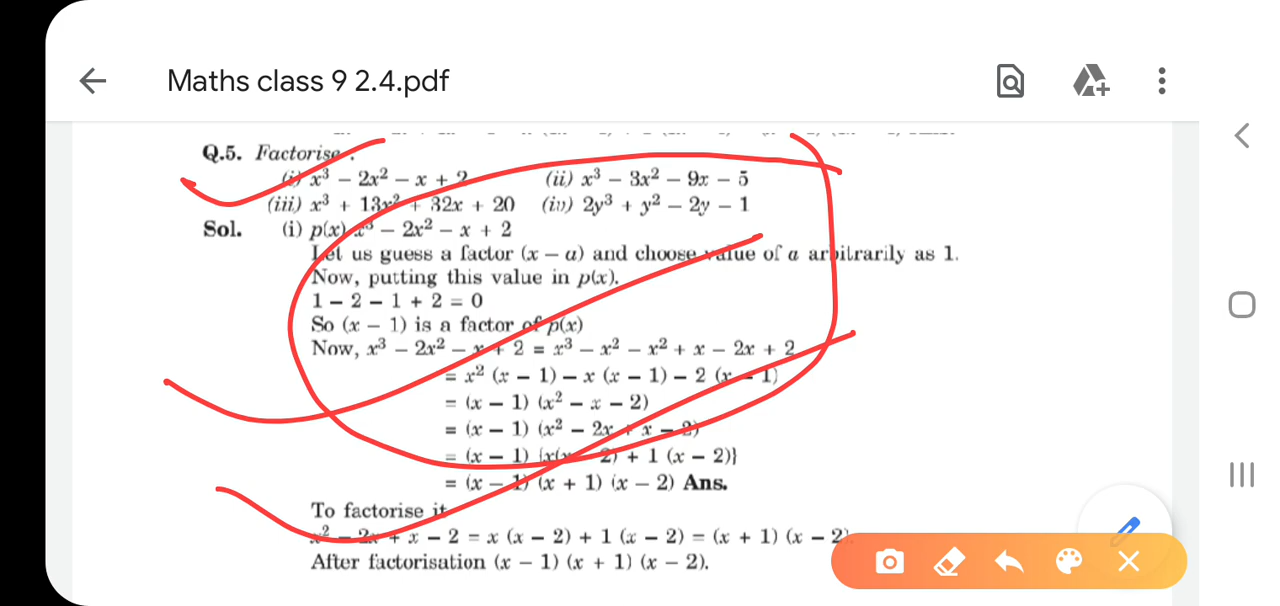 Maths class 9 2.4.pdf
Q.5. Factorise :
(i) x³ – 2x² – x + 2 (ii) x³ – 3x² – 9x – 5
(iii) x³ + 13x² + 32x + 20 (iv) 2y³ + y² – 2y – 1
Sol. (i) p(x) x³ – 2x² – x + 2
Let us guess a factor (x – a) and choose value of a arbitrarily as 1.
Now, putting this value in p(x).
1 – 2 – 1 + 2 = 0
So (x – 1) is a factor of p(x)
Now, x³ – 2x² – x + 2 = x³ – x² – x² + x – 2x + 2
= x² (x – 1) – x (x – 1) – 2 (x – 1)
= (x – 1) (x² – x – 2)
= (x – 1) (x² – 2x + x – 2)
= (x – 1) {x(x – 2) + 1 (x – 2)}
= (x – 1) (x + 1) (x – 2) Ans.
To factorise it
x² – 2x + x – 2 = x (x – 2) + 1 (x – 2) = (x + 1) (x – 2).
After factorisation (x – 1) (x + 1) (x – 2).